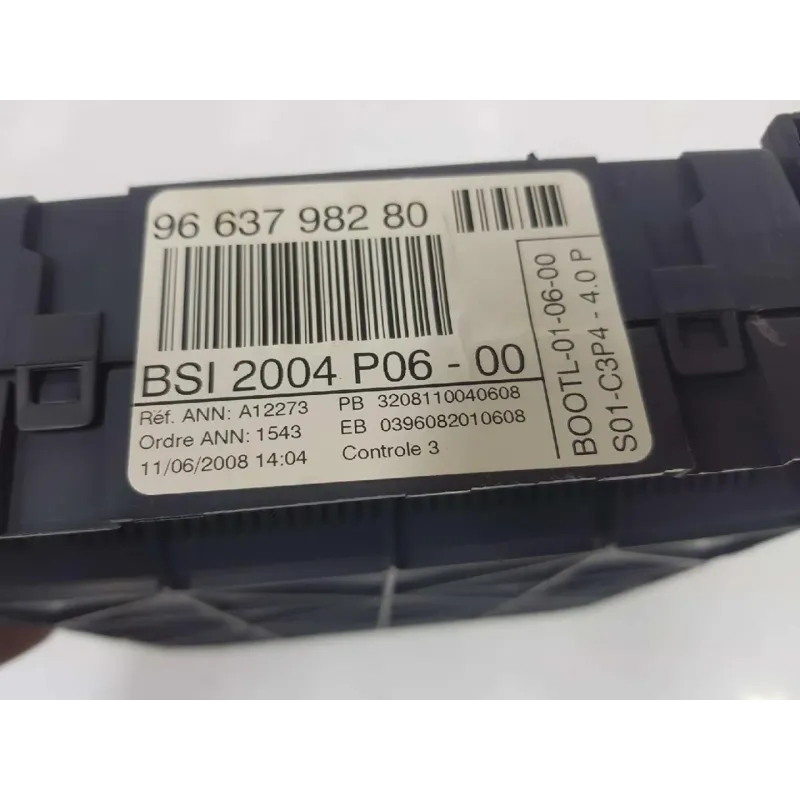 96 637 982 80
BSI 2004 P06 - 00
Réf. ANN: A12273
Ordre ANN: 1543
11/06/2008 14:04
PB 3208110040608
EB 0396082010608
Controle 3
BOOTL-01-06-00
S01-C3P4 - 4.0 P